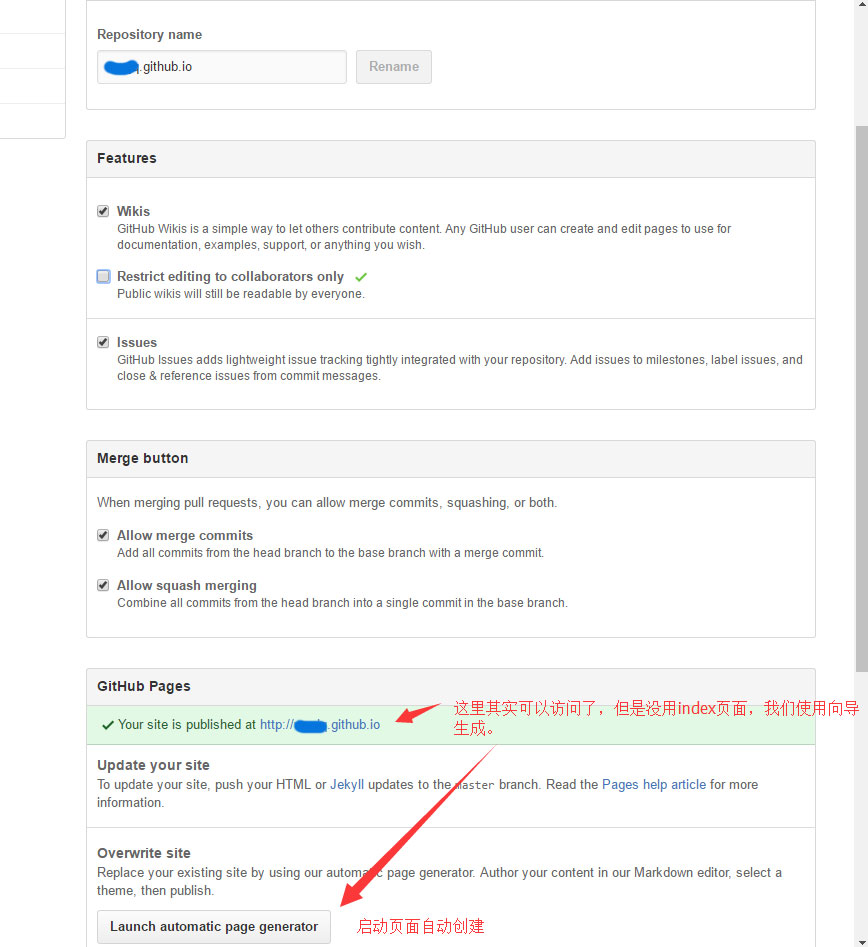 Repository name
.github.io
Rename
Features
Wikis
GitHub Wikis is a simple way to let others contribute content. Any GitHub user can create and edit pages to use for
documentation, examples, support, or anything you wish.
Restrict editing to collaborators only
Public wikis will still be readable by everyone.
Issues
GitHub Issues adds lightweight issue tracking tightly integrated with your repository. Add issues to milestones, label issues, and
close & reference issues from commit messages.
Merge button
When merging pull requests, you can allow merge commits, squashing, or both.
Allow merge commits
Add all commits from the head branch to the base branch with a merge commit.
Allow squash merging
Combine all commits from the head branch into a single commit in the base branch.
GitHub Pages
Your site is published at http://.github.io
这里其实可以访问了，但是没用index页面，我们使用向导
生成。
Update your site
To update your site, push your HTML or Jekyll updates to the master branch. Read the Pages help article for more
information.
Overwrite site
Replace your existing site by using our automatic page generator. Author your content in our Markdown editor, select a
theme, then publish.
Launch automatic page generator
启动页面自动创建